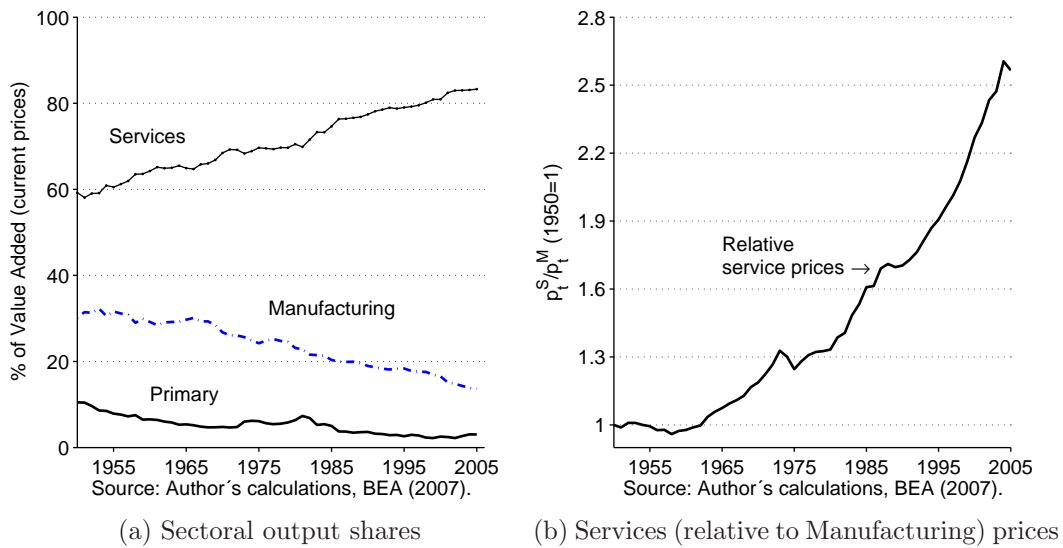 % of Value Added (current prices)
100
80
60
40
20
0
Services
Manufacturing
Primary
1955 1965 1975 1985 1995 2005
Source: Author´s calculations, BEA (2007).
(a) Sectoral output shares
p_t^S/p_t^M (1950=1)
2.8
2.5
2.2
1.9
1.6
1.3
1
Relative
service prices →
1955 1965 1975 1985 1995 2005
Source: Author´s calculations, BEA (2007).
(b) Services (relative to Manufacturing) prices